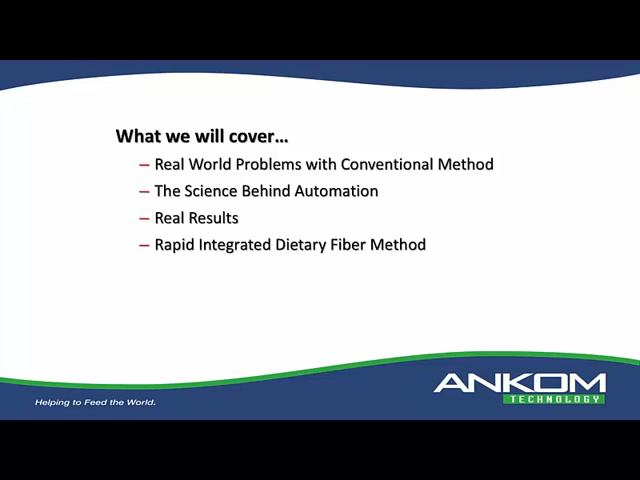 What we will cover...
– Real World Problems with Conventional Method
– The Science Behind Automation
– Real Results
– Rapid Integrated Dietary Fiber Method
ANKOM
TECHNOLOGY
Helping to Feed the World.